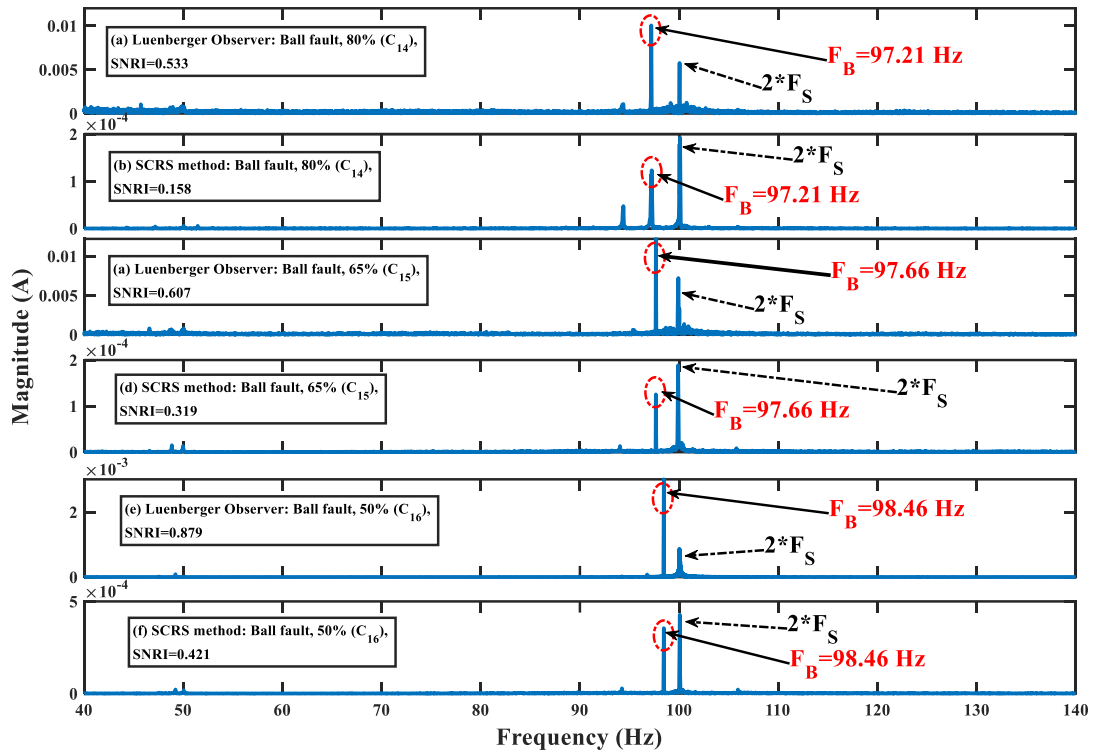 0.01
0.005
0
(a) Luenberger Observer: Ball fault, 80% (C14),
SNRI=0.533
FB=97.21 Hz
2*FS
×10-4
2
1
0
(b) SCRS method: Ball fault, 80% (C14),
SNRI=0.158
2*FS
FB=97.21 Hz
0.01
0.005
0
(a) Luenberger Observer: Ball fault, 65% (C15),
SNRI=0.607
FB=97.66 Hz
2*FS
×10-4
2
1
0
(d) SCRS method: Ball fault, 65% (C15),
SNRI=0.319
2*FS
FB=97.66 Hz
×10-3
2
0
(e) Luenberger Observer: Ball fault, 50% (C16),
SNRI=0.879
FB=98.46 Hz
2*FS
×10-4
5
0
(f) SCRS method: Ball fault, 50% (C16),
SNRI=0.421
2*FS
FB=98.46 Hz
40 50 60 70 80 90 100 110 120 130 140
Frequency (Hz)
Magnitude (A)